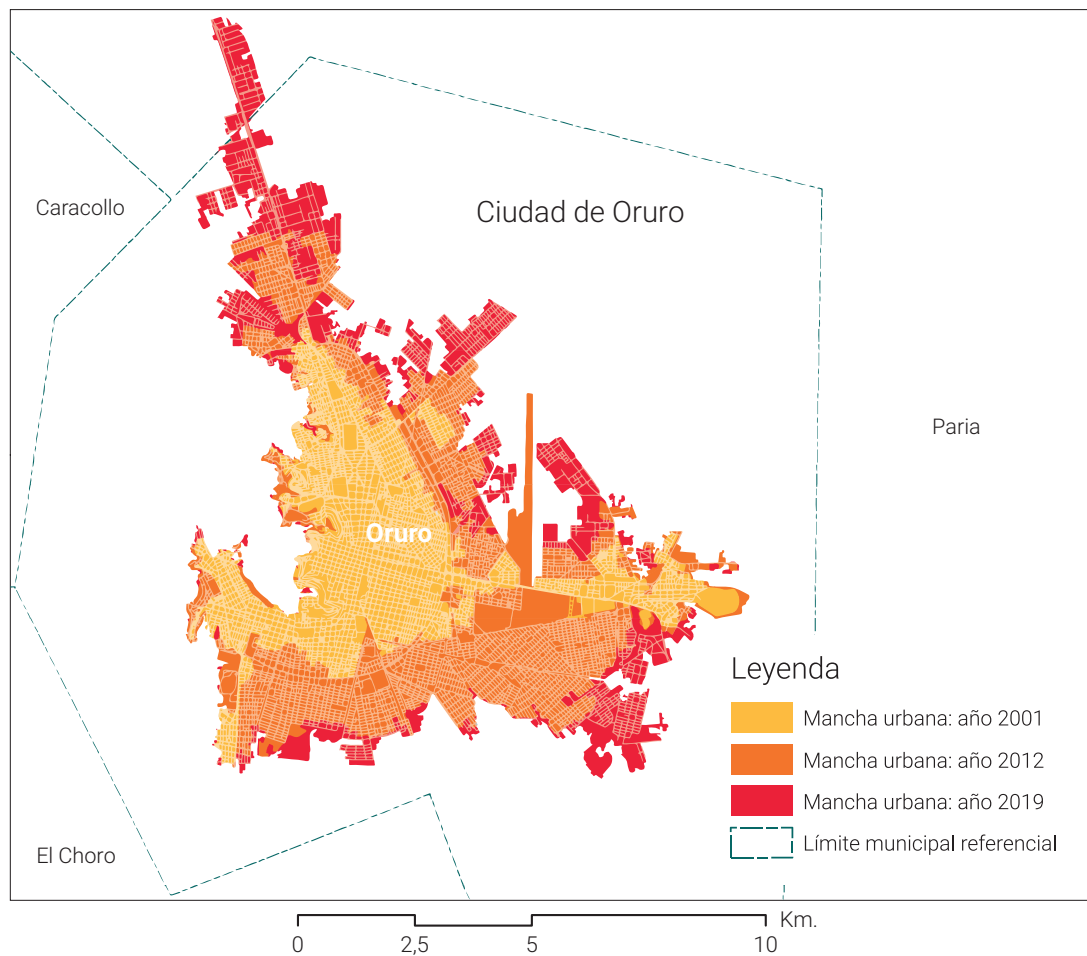 Ciudad de Oruro
Caracollo
Paria
Oruro
El Choro
Leyenda
Mancha urbana: año 2001
Mancha urbana: año 2012
Mancha urbana: año 2019
Límite municipal referencial
Km.
0 2,5 5 10